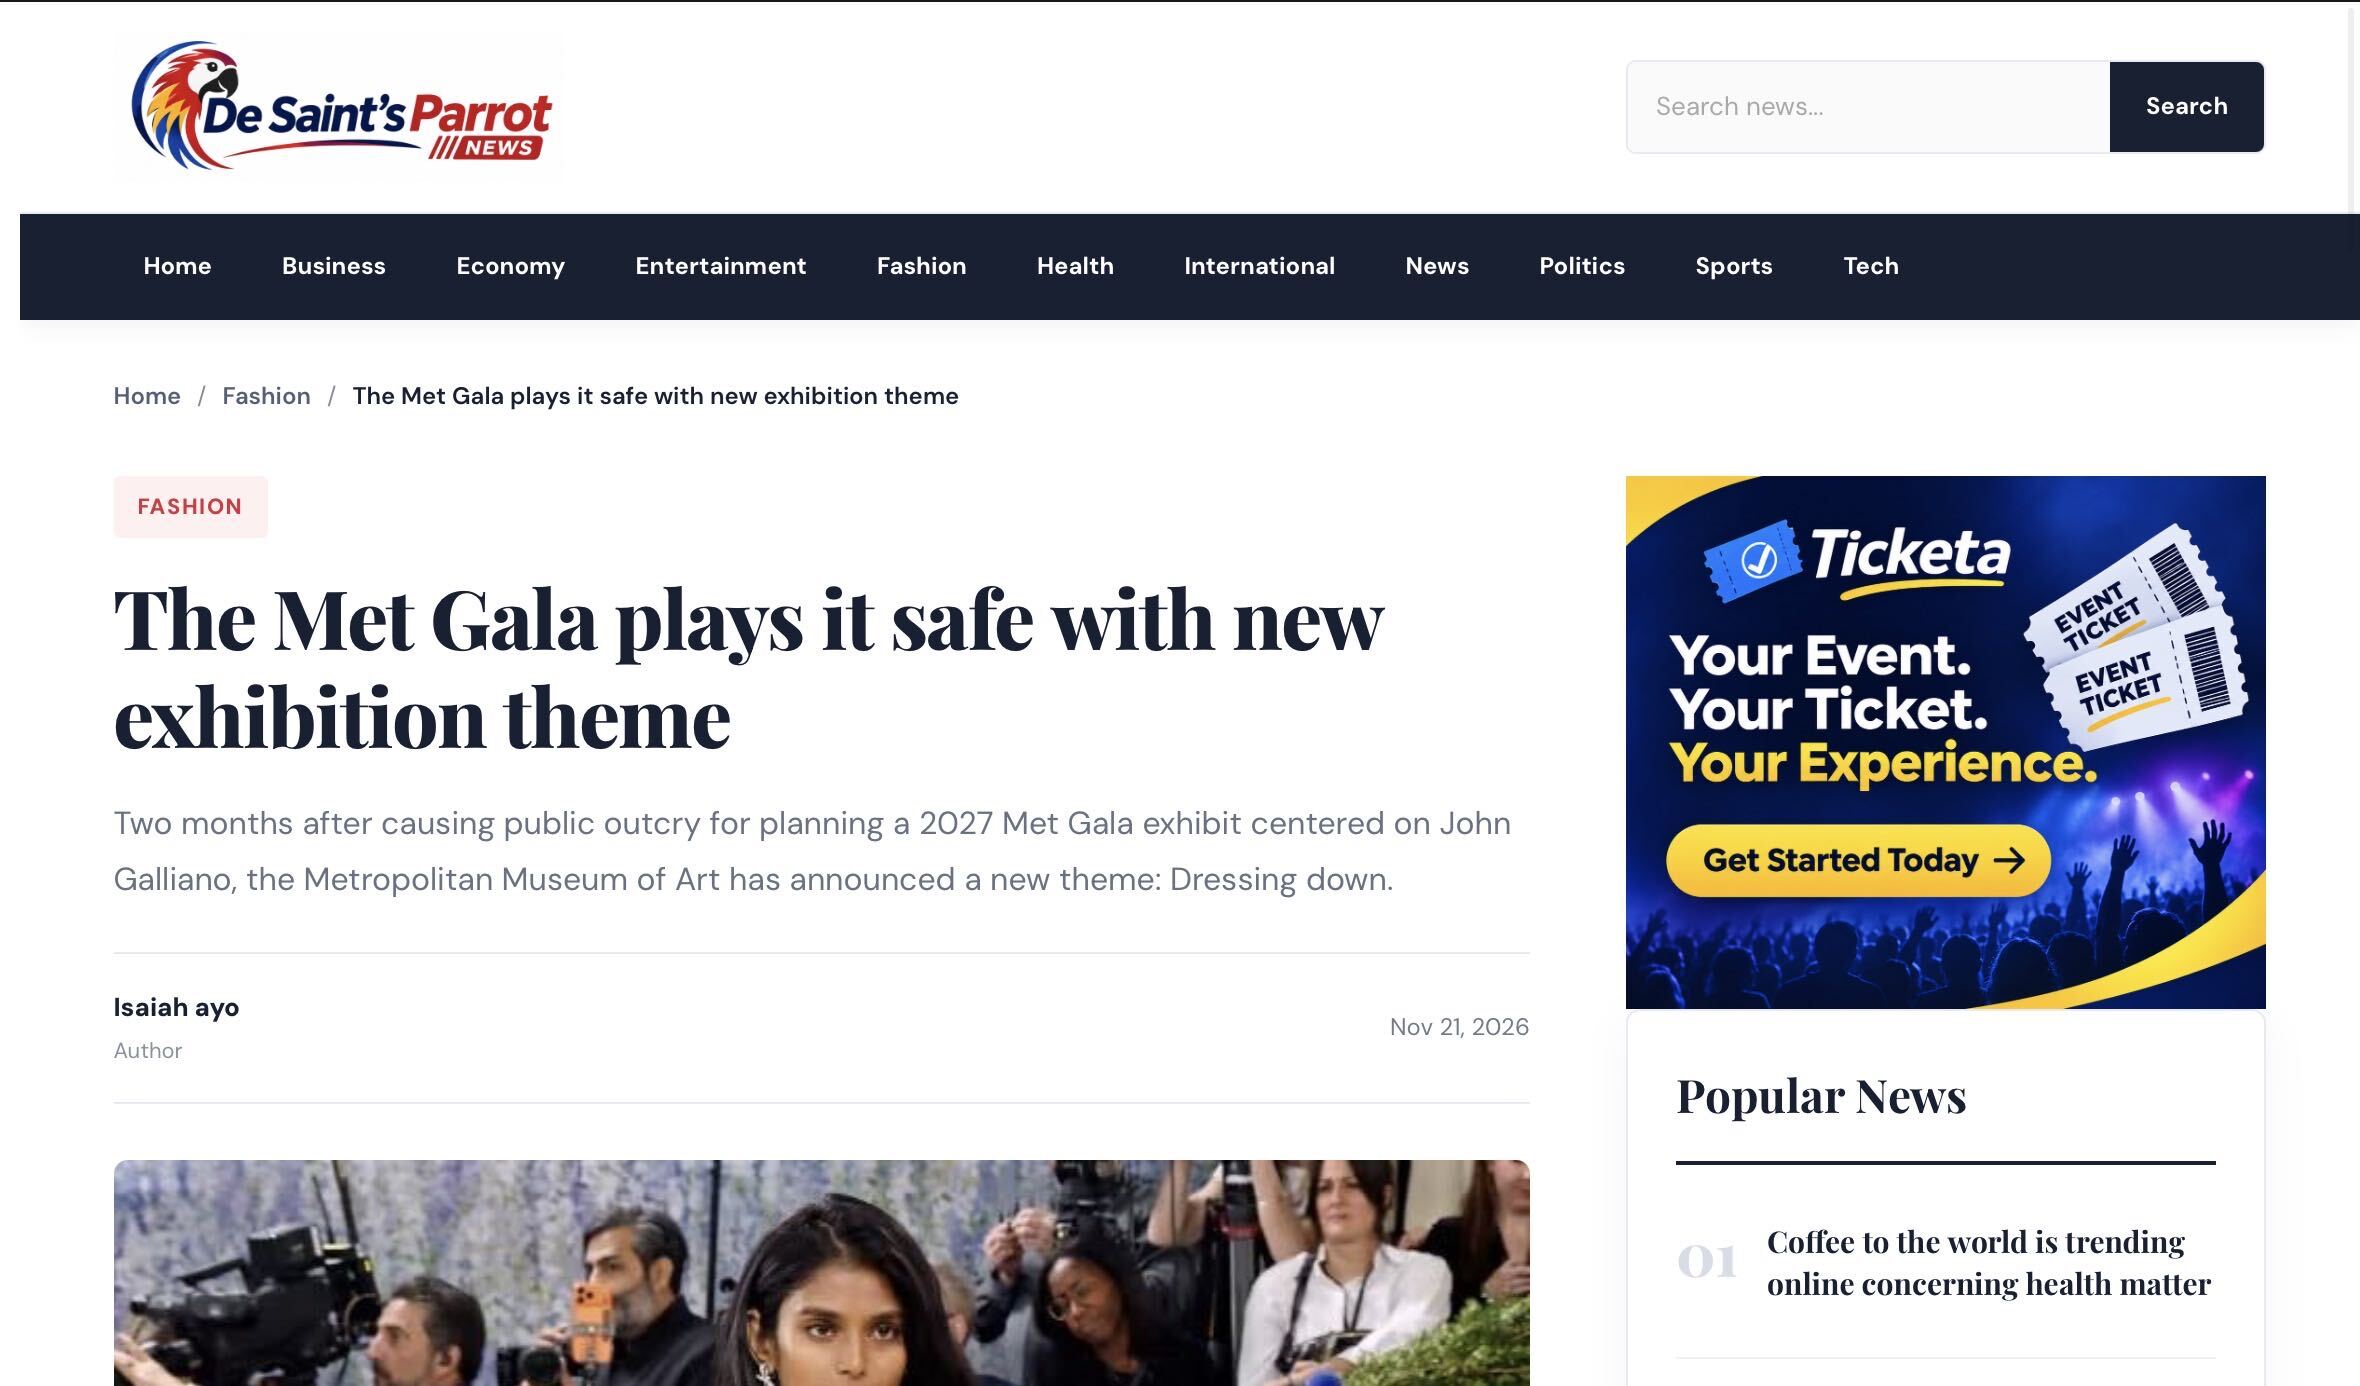 De Saint's Parrot
NEWS
Search news...
Search
Home
Business
Economy
Entertainment
Fashion
Health
International
News
Politics
Sports
Tech
Home / Fashion / The Met Gala plays it safe with new exhibition theme
FASHION
The Met Gala plays it safe with new
exhibition theme
Two months after causing public outcry for planning a 2027 Met Gala exhibit centered on John
Galliano, the Metropolitan Museum of Art has announced a new theme: Dressing down.
Isaiah ayo
Author
Nov 21, 2026
Ticketa
EVENT
TICKET
EVENT
TICKET
Your Event.
Your Ticket.
Your Experience.
Get Started Today →
Popular News
01
Coffee to the world is trending
online concerning health matter